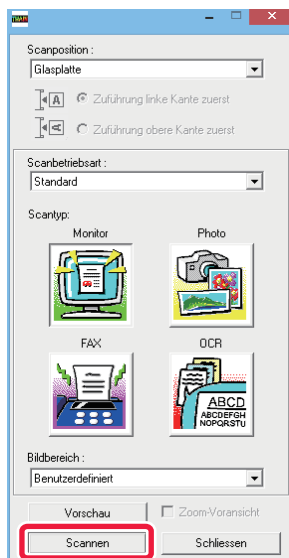 TWAIN
Scanposition :
Glasplatte
A Zuführung linke Kante zuerst
A Zuführung obere Kante zuerst
Scanbetriebsart :
Standard
Scantyp:
Monitor Photo
FAX OCR
ABCD
ABCDEFGH
NOPQRSTU
Bildbereich :
Benutzerdefiniert
Vorschau Zoom-Voransicht
Scannen Schliessen